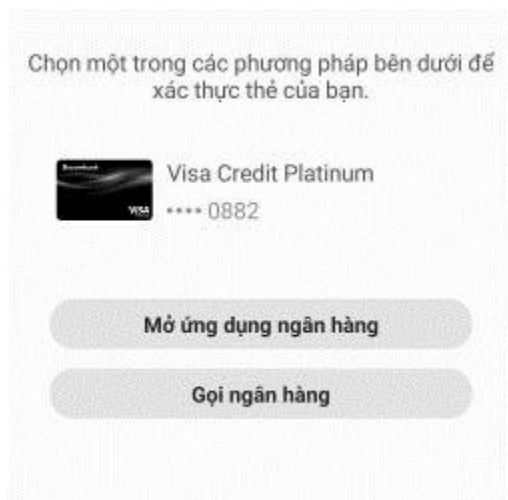 Chọn một trong các phương pháp bên dưới để
xác thực thẻ của bạn.
Visa Credit Platinum
•••• 0882
VISA
Mở ứng dụng ngân hàng
Gọi ngân hàng